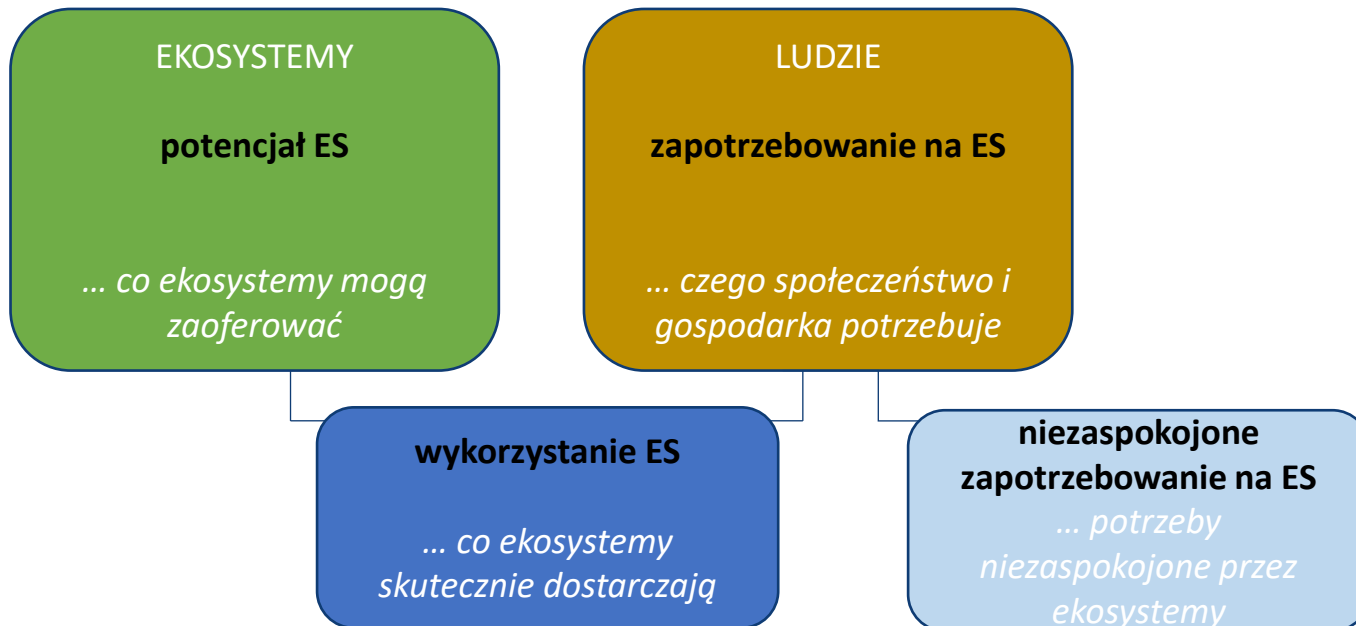 EKOSYSTEMY
potencjał ES
... co ekosystemy mogą
zaoferować
LUDZIE
zapotrzebowanie na ES
... czego społeczeństwo i
gospodarka potrzebuje
wykorzystanie ES
... co ekosystemy
skutecznie dostarczają
niezaspokojone
zapotrzebowanie na ES
... potrzeby
niezaspokojone przez
ekosystemy